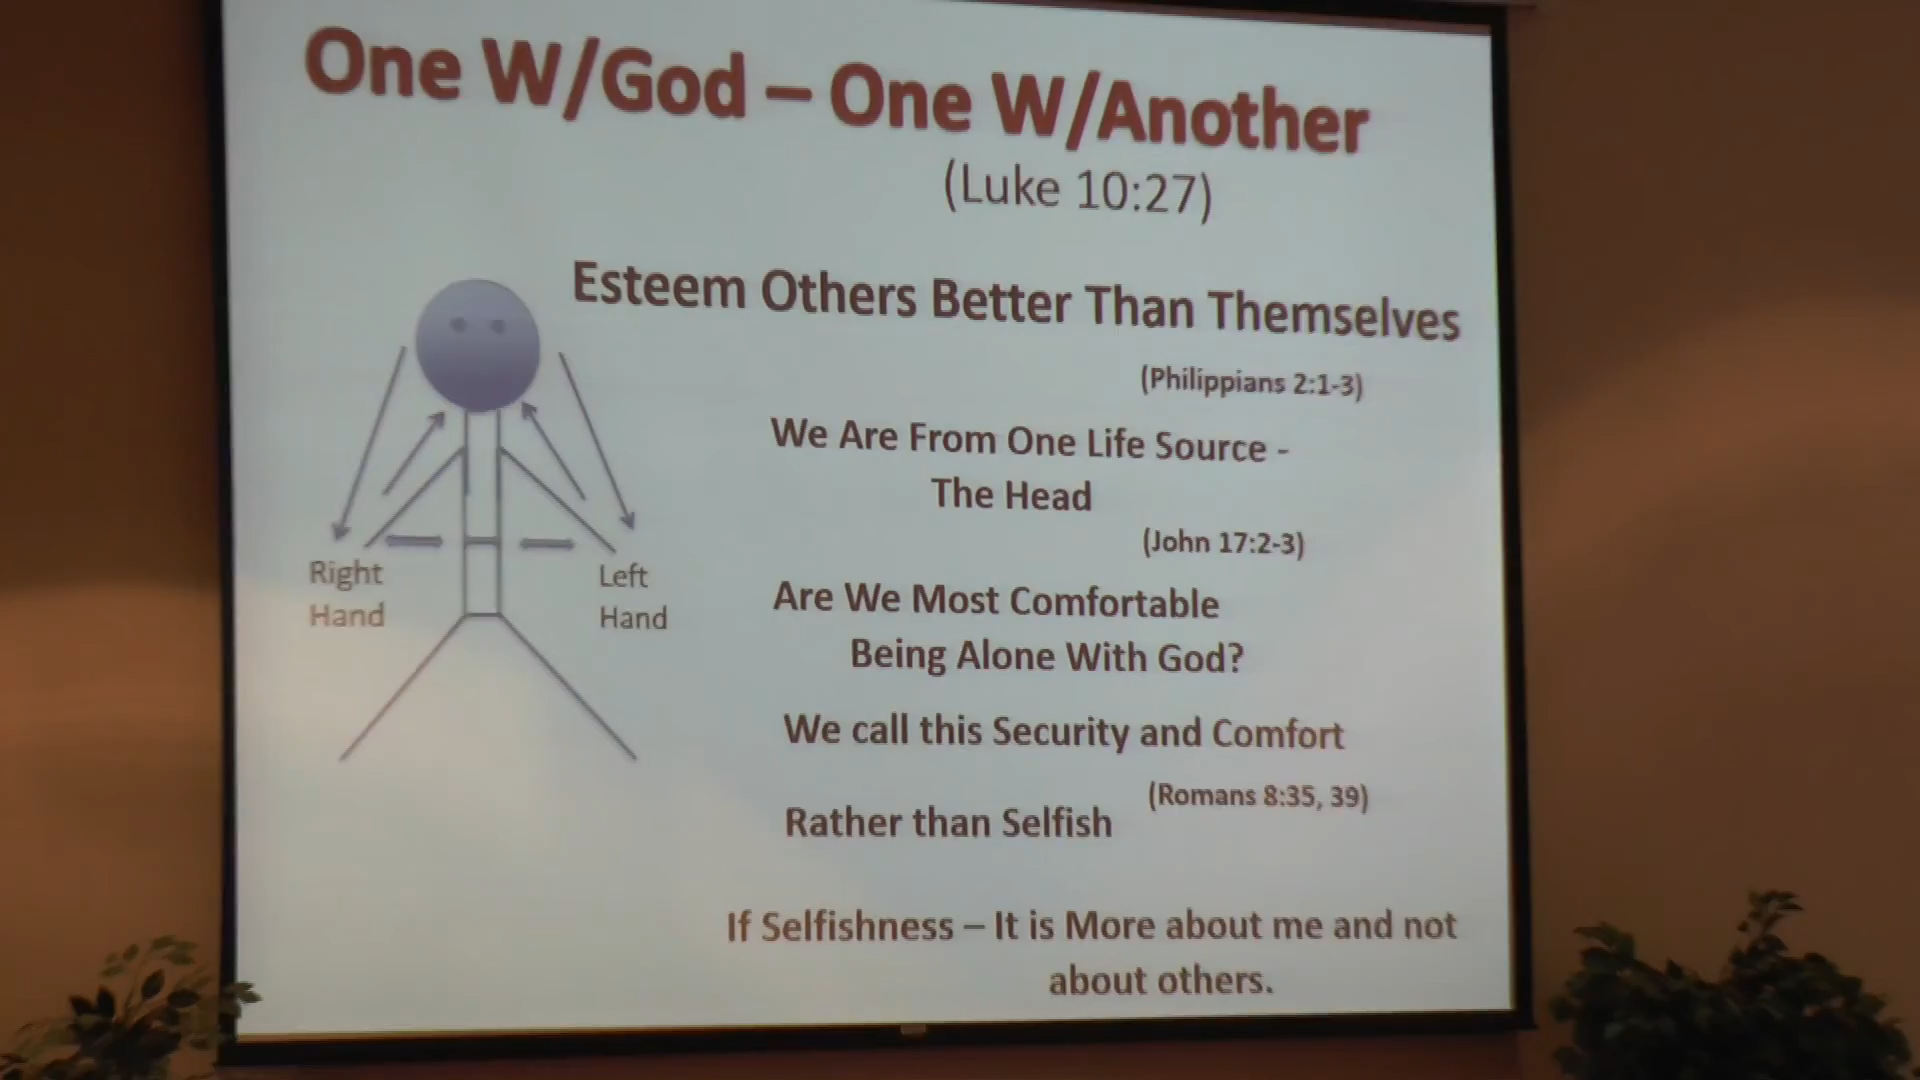 One W/God – One W/Another
(Luke 10:27)
Esteem Others Better Than Themselves
(Philippians 2:1-3)
We Are From One Life Source -
The Head
(John 17:2-3)
Right
Hand
Left
Hand
Are We Most Comfortable
Being Alone With God?
We call this Security and Comfort
(Romans 8:35, 39)
Rather than Selfish
If Selfishness – It is More about me and not
about others.